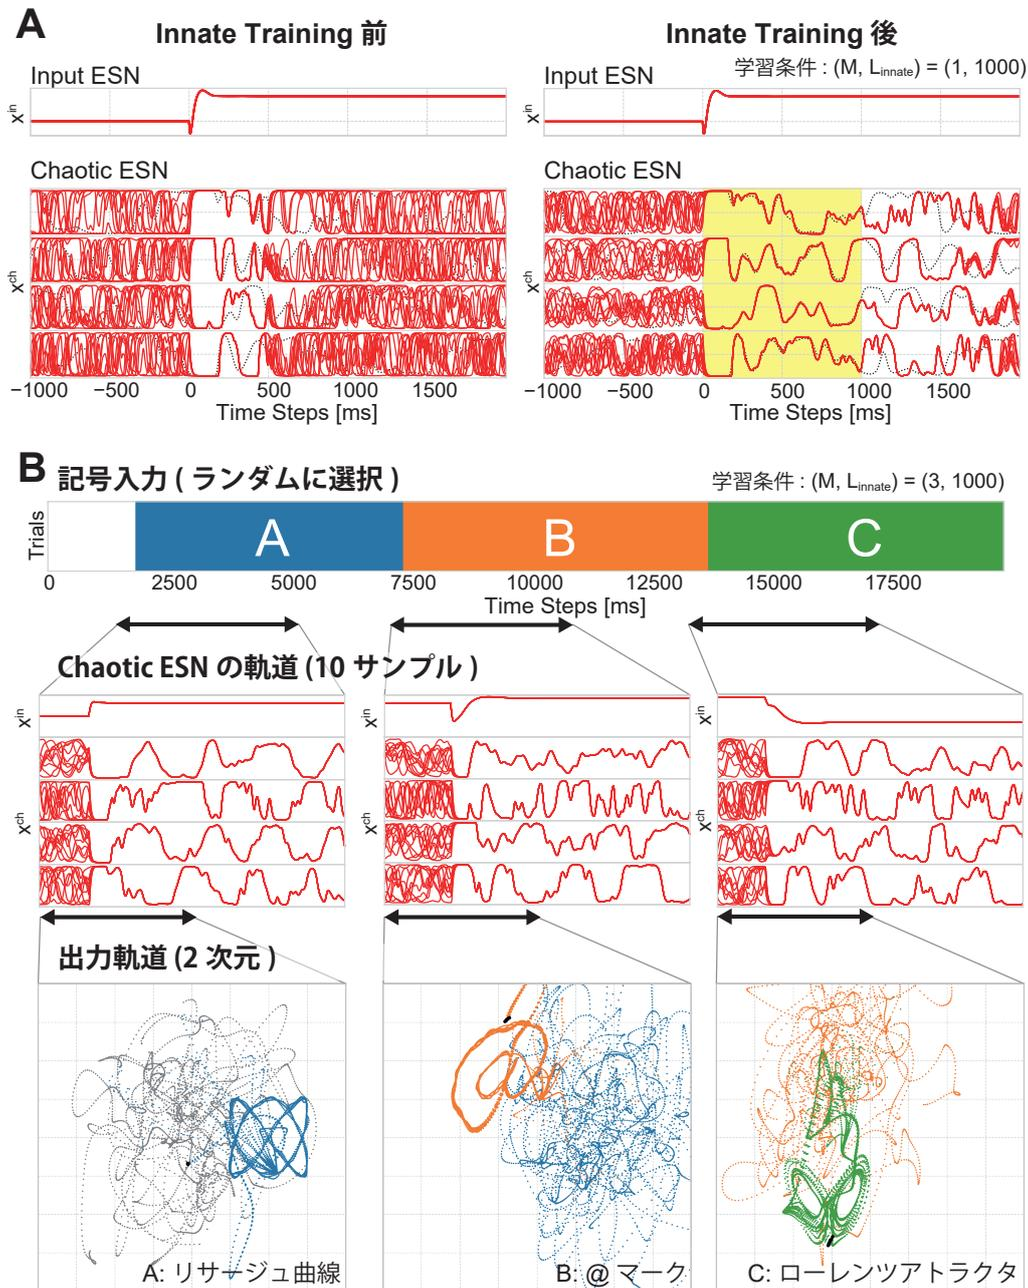 A
Innate Training 前
Innate Training 後
Input ESN
Input ESN
学習条件 : (M, Linnate) = (1, 1000)
xin
xin
Chaotic ESN
Chaotic ESN
xch
xch
−1000 −500 0 500 1000 1500
−1000 −500 0 500 1000 1500
Time Steps [ms]
Time Steps [ms]
B
記号入力 ( ランダムに選択 )
学習条件 : (M, Linnate) = (3, 1000)
Trials
A B C
0 2500 5000 7500 10000 12500 15000 17500
Time Steps [ms]
Chaotic ESN の軌道 (10 サンプル )
xin
xin
xin
xch
xch
xch
出力軌道 (2 次元 )
A: リサージュ曲線
B: @ マーク
C: ローレンツアトラクタ